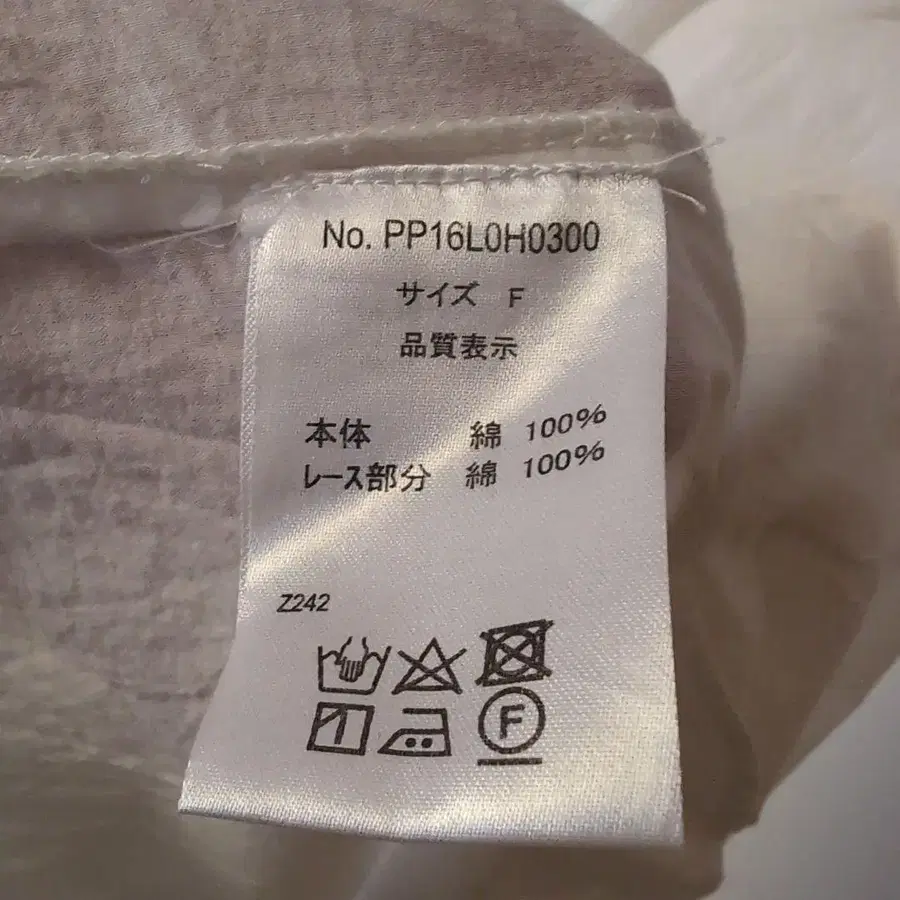 No. PP16L0H0300
サイズ F
品質表示
本体 綿 100%
レース部分 綿 100%
Z242
F